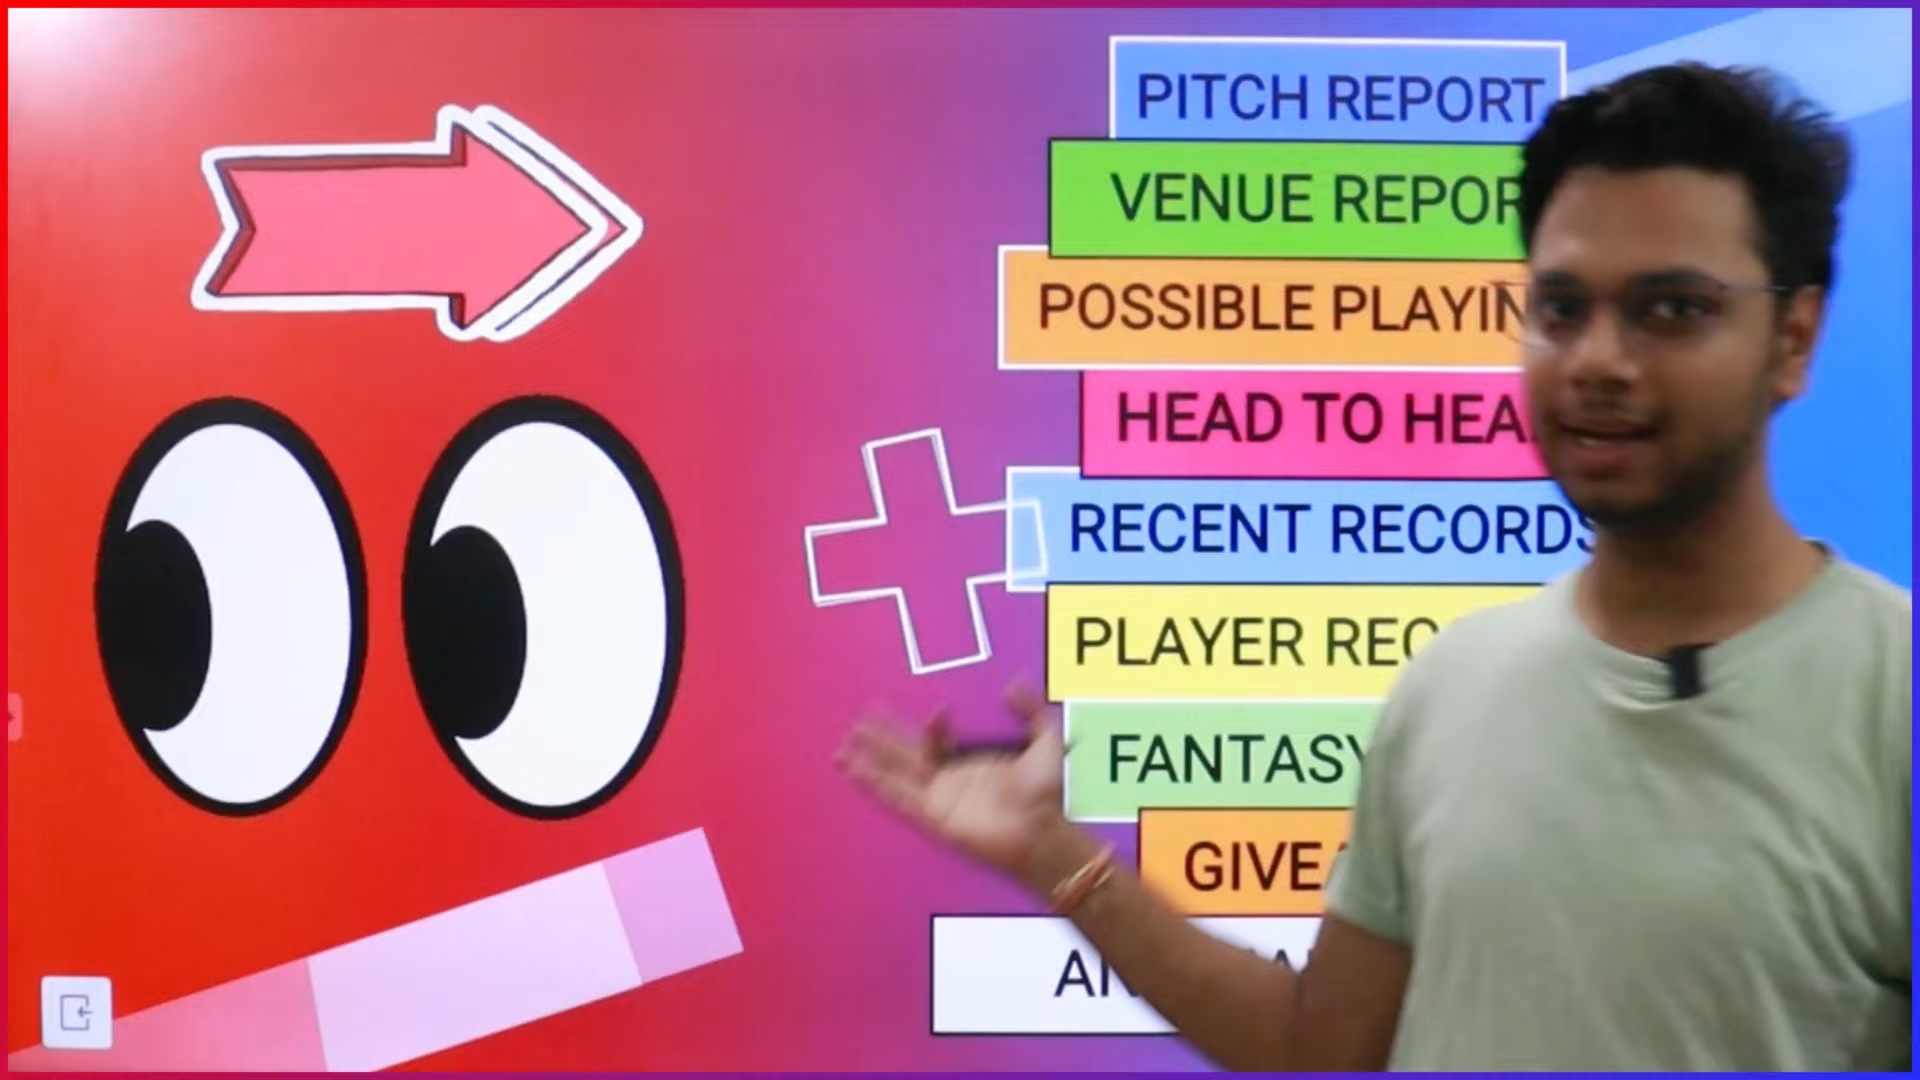 PITCH REPORT
VENUE REPOR
POSSIBLE PLAYIN
HEAD TO HEA
RECENT RECORDS
PLAYER REC
FANTASY
GIVE